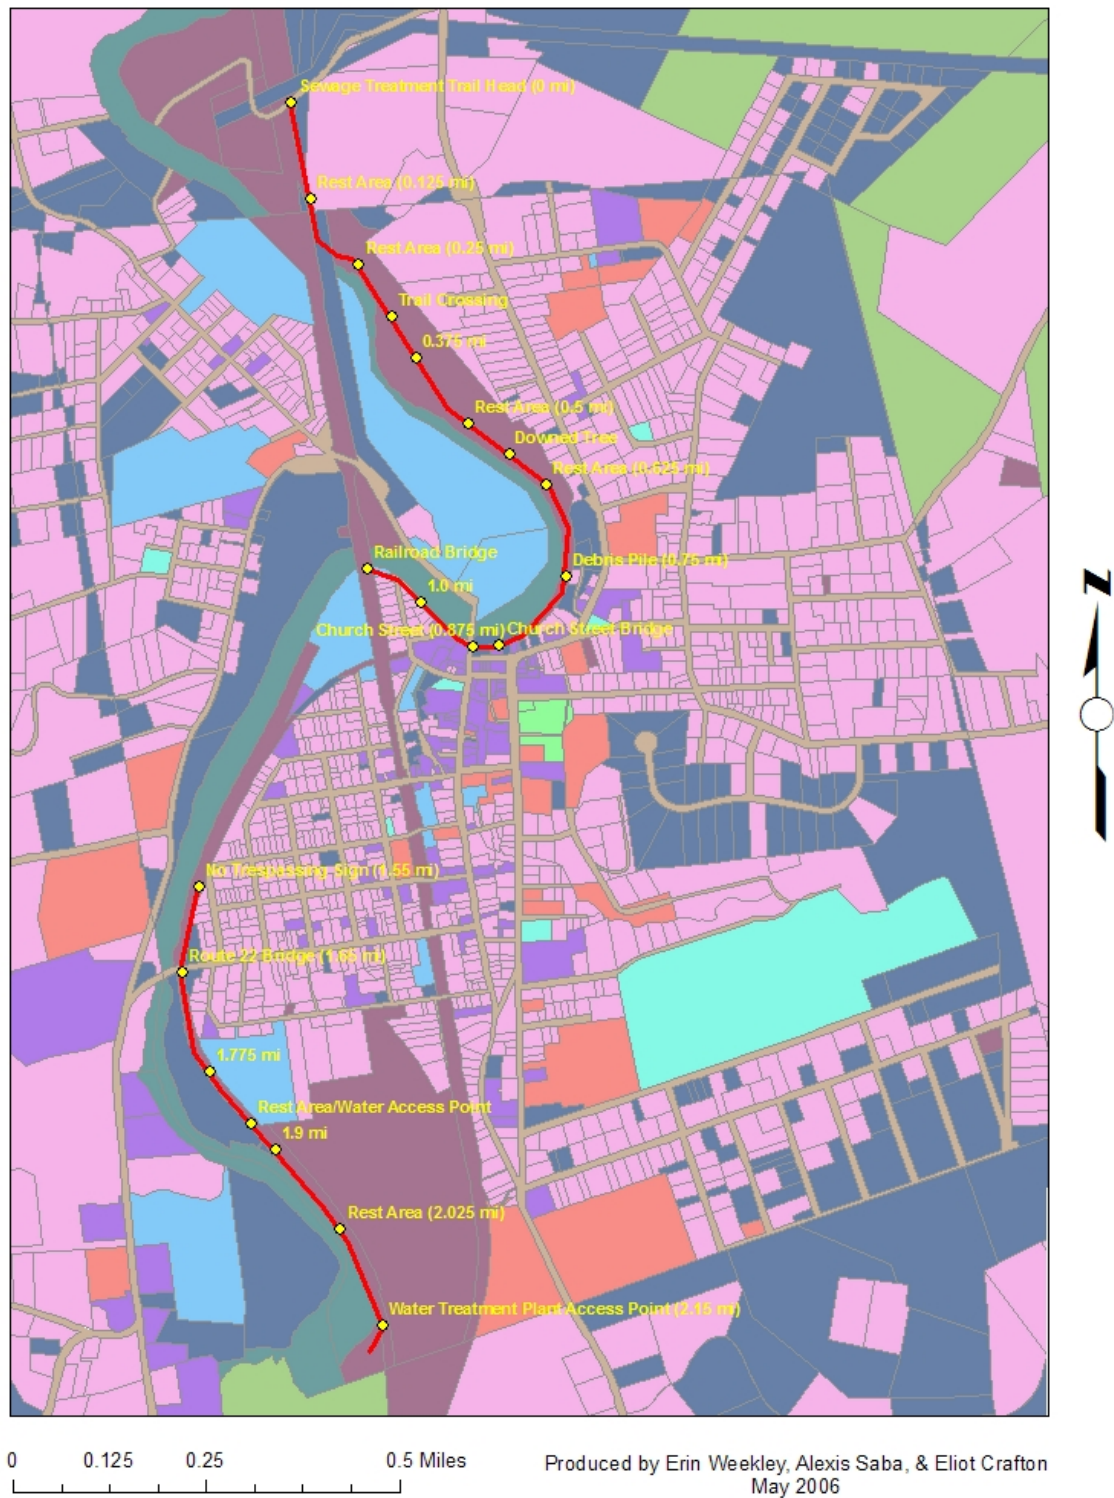 Sewage Treatment Trail Head (0 mi)
Rest Area (0.125 mi)
Rest Area (0.25 mi)
Trail Crossing
0.375 mi
Rest Area (0.5 mi)
Downed Tree
Rest Area (0.625 mi)
Railroad Bridge
Debris Pile (0.75 mi)
1.0 mi
Church Street (0.875 mi)
Church Street Bridge
N
No Trespassing Sign (1.55 mi)
Route 22 Bridge (1.65 mi)
1.775 mi
Rest Area/Water Access Point
1.9 mi
Rest Area (2.025 mi)
Water Treatment Plant Access Point (2.15 mi)
0 0.125 0.25 0.5 Miles
Produced by Erin Weekley, Alexis Saba, & Eliot Crafton
May 2006